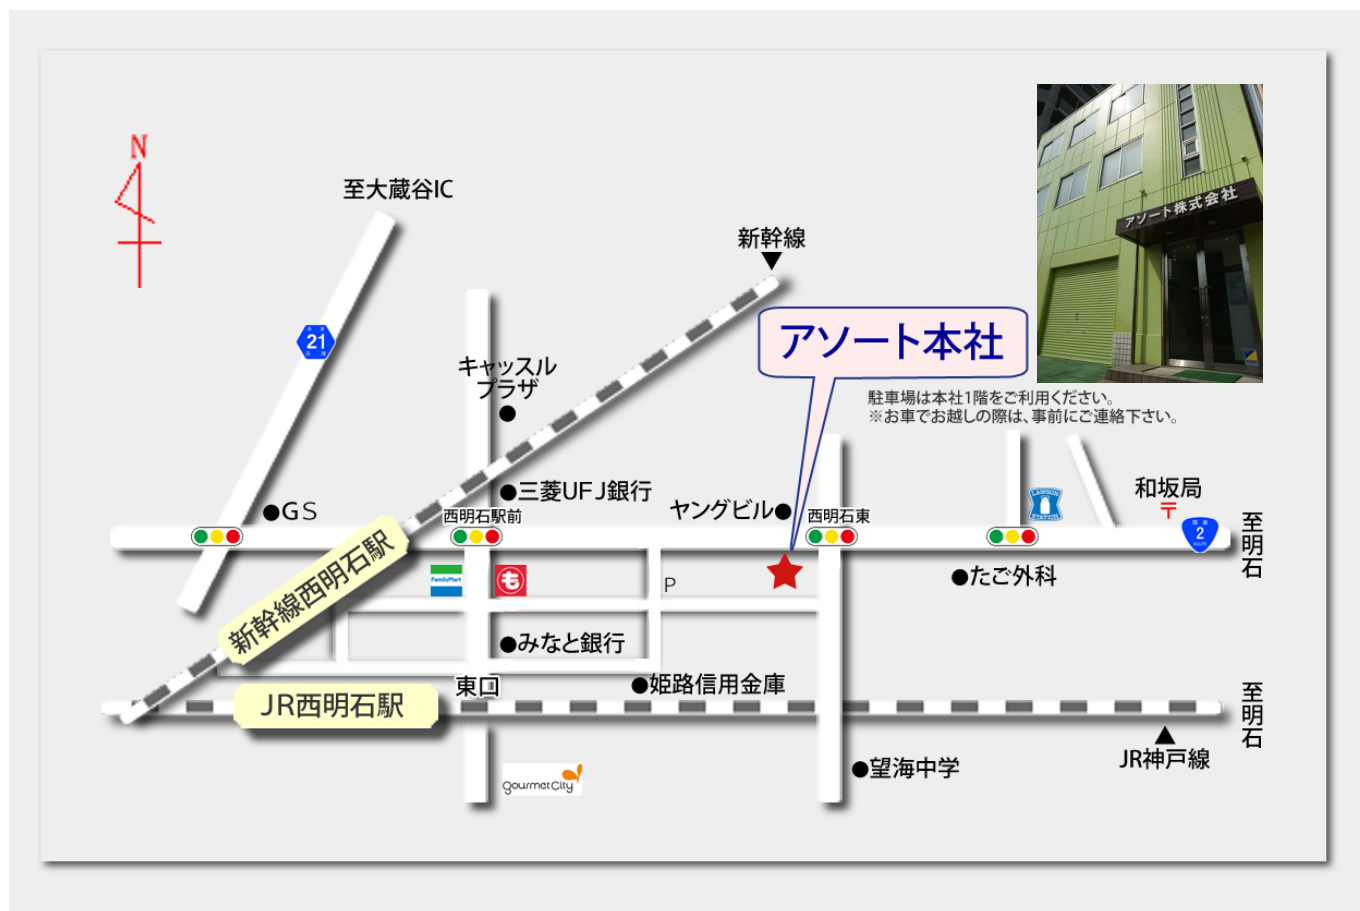 N
至大蔵谷IC
新幹線
アソート株式会社
21
アソート本社
キャッスル
プラザ
駐車場は本社1階をご利用ください。
※お車でお越しの際は、事前にご連絡下さい。
●三菱UFJ銀行
●GS
西明石駅前
ヤングビル●
西明石東
LAWSON
STATION
和坂局
〒
2
至明石
新幹線西明石駅
FamilyMart
も
P
●たご外科
●みなと銀行
東口
●姫路信用金庫
JR西明石駅
至明石
JR神戸線
●望海中学
gourmetCity